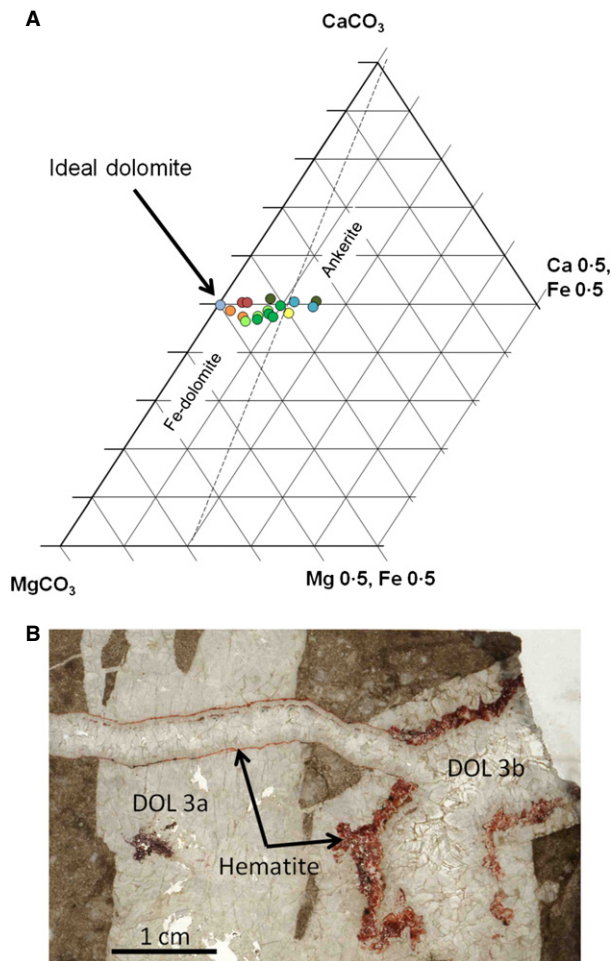 A
CaCO₃
Ideal dolomite
Ankerite
Ca 0·5,
Fe 0·5
Fe-dolomite
MgCO₃
Mg 0·5, Fe 0·5
B
DOL 3a
DOL 3b
Hematite
1 cm